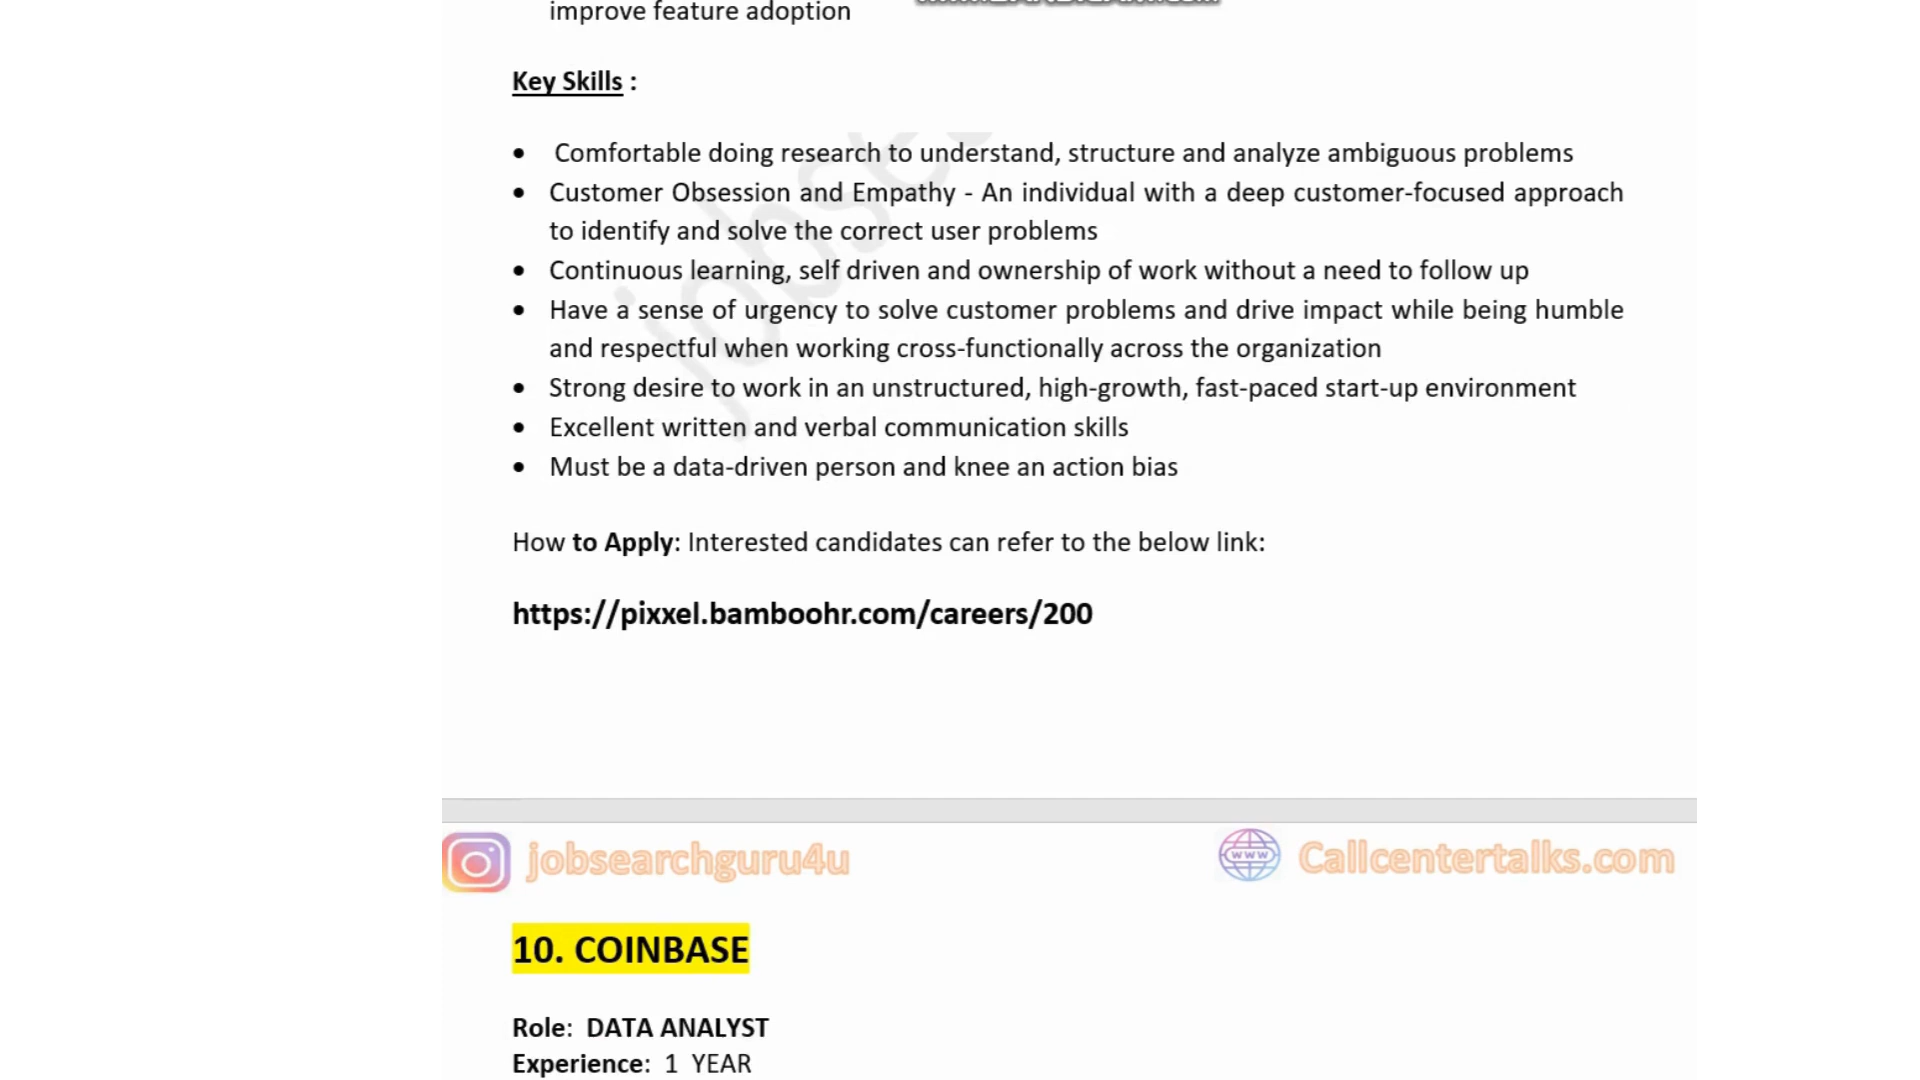 improve feature adoption
Key Skills :
• Comfortable doing research to understand, structure and analyze ambiguous problems
• Customer Obsession and Empathy - An individual with a deep customer-focused approach
to identify and solve the correct user problems
• Continuous learning, self driven and ownership of work without a need to follow up
• Have a sense of urgency to solve customer problems and drive impact while being humble
and respectful when working cross-functionally across the organization
• Strong desire to work in an unstructured, high-growth, fast-paced start-up environment
• Excellent written and verbal communication skills
• Must be a data-driven person and knee an action bias
How to Apply: Interested candidates can refer to the below link:
https://pixxel.bamboohr.com/careers/200
jobsearchguru4u
www Callcentertalks.com
10. COINBASE
Role: DATA ANALYST
Experience: 1 YEAR